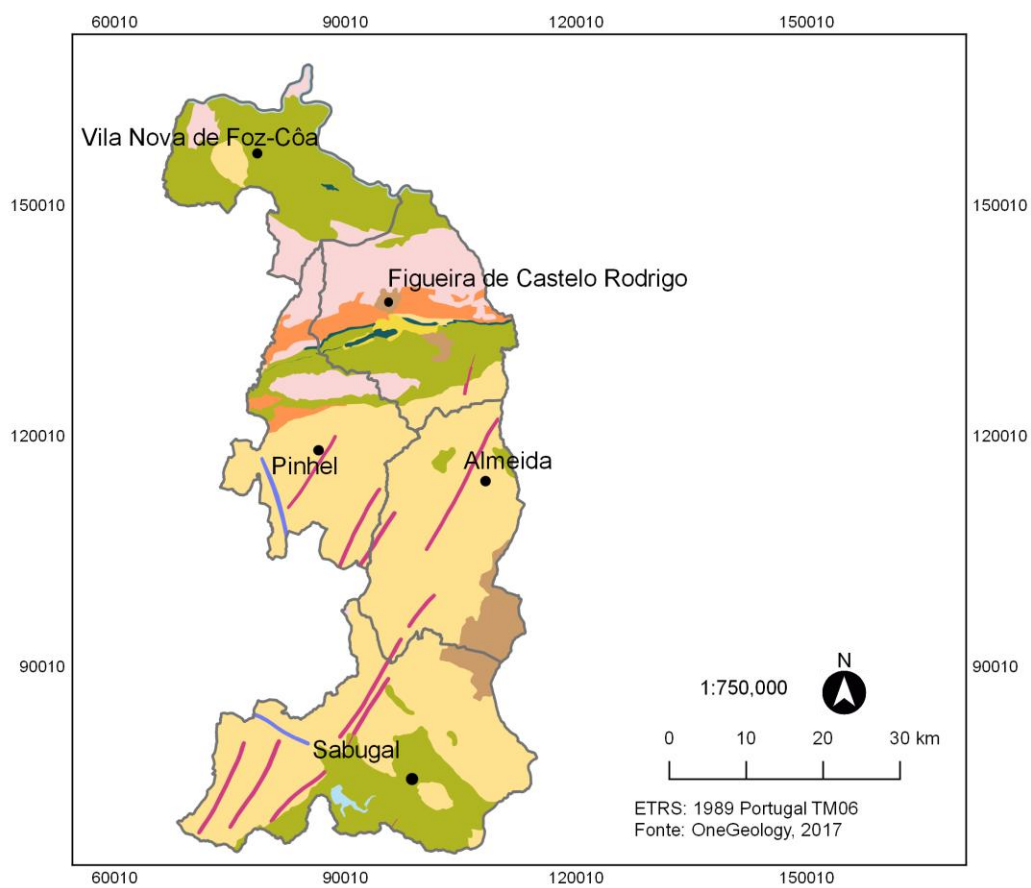 60010 90010 120010 150010
Vila Nova de Foz-Côa
150010 150010
Figueira de Castelo Rodrigo
120010 120010
Pinhel Almeida
90010 90010
N
1:750,000
Sabugal
0 10 20 30 km
ETRS: 1989 Portugal TM06
Fonte: OneGeology, 2017
60010 90010 120010 150010